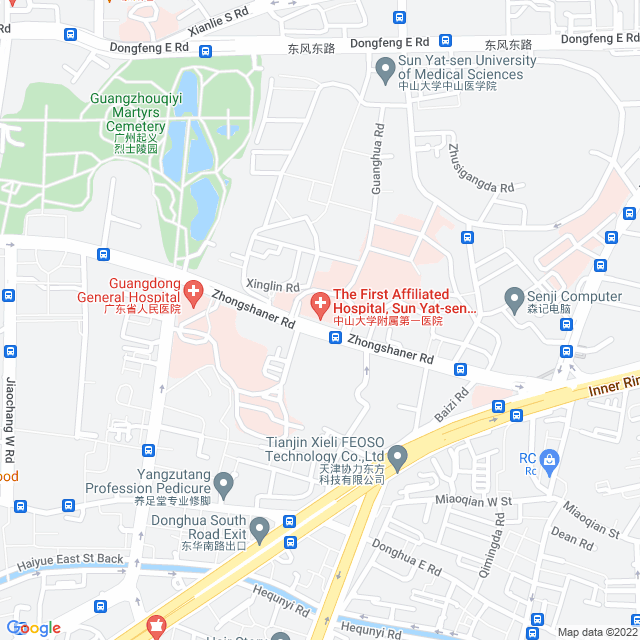 Xianlie S Rd
Dongfeng E Rd
东风东路
Dongfeng E Rd
Dongfeng E Rd
东风东路
Sun Yat-sen University
of Medical Sciences
中山大学中山医学院
Guangzhouqiyi
Martyrs
Cemetery
广州起义
烈士陵园
Guanghua Rd
Zhusigangda Rd
Guangdong
General Hospital
广东省人民医院
Xinglin Rd
Zhongshaner Rd
The First Affiliated
Hospital, Sun Yat-sen...
中山大学附属第一医院
Senji Computer
森记电脑
Zhongshaner Rd
Jiaochang W Rd
Inner Rin
Baizi Rd
Tianjin Xieli FEOSO
Technology Co.,Ltd
天津协力东方
科技有限公司
RC
Rc
ood
Yangzutang
Profession Pedicure
养足堂专业修脚
Miaoqian W St
Miaoqian St
Dean Rd
Qimingda Rd
Donghua South
Road Exit
东华南路出口
Donghua E Rd
Haiyue East St Back
Hequnyi Rd
Hequnyi Rd
Google
Map data ©202